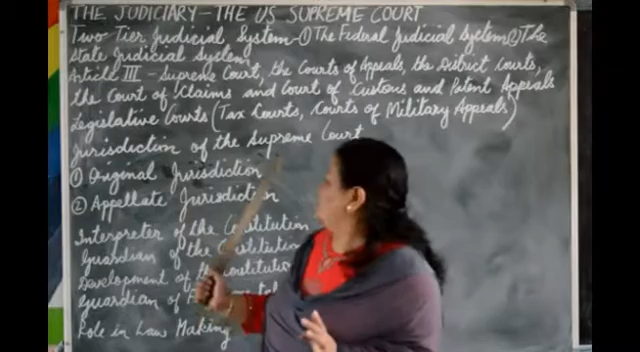 THE JUDICIARY-THE US SUPREME COURT
Two Tier Judicial System-① The Federal Judicial System ② The
State Judicial System
Article III - Supreme Court, the Courts of Appeals, the District Courts,
the Court of Claims and Court of Customs and Patent Appeals
Legislative Courts (Tax Courts, Courts of Military Appeals)
Jurisdiction of the Supreme Court
① Original Jurisdiction
② Appellate Jurisdiction
Interpreter of the Constitution
Guardian of the Constitution
Development of the Constitutio
Guardian of
Role in Law Making